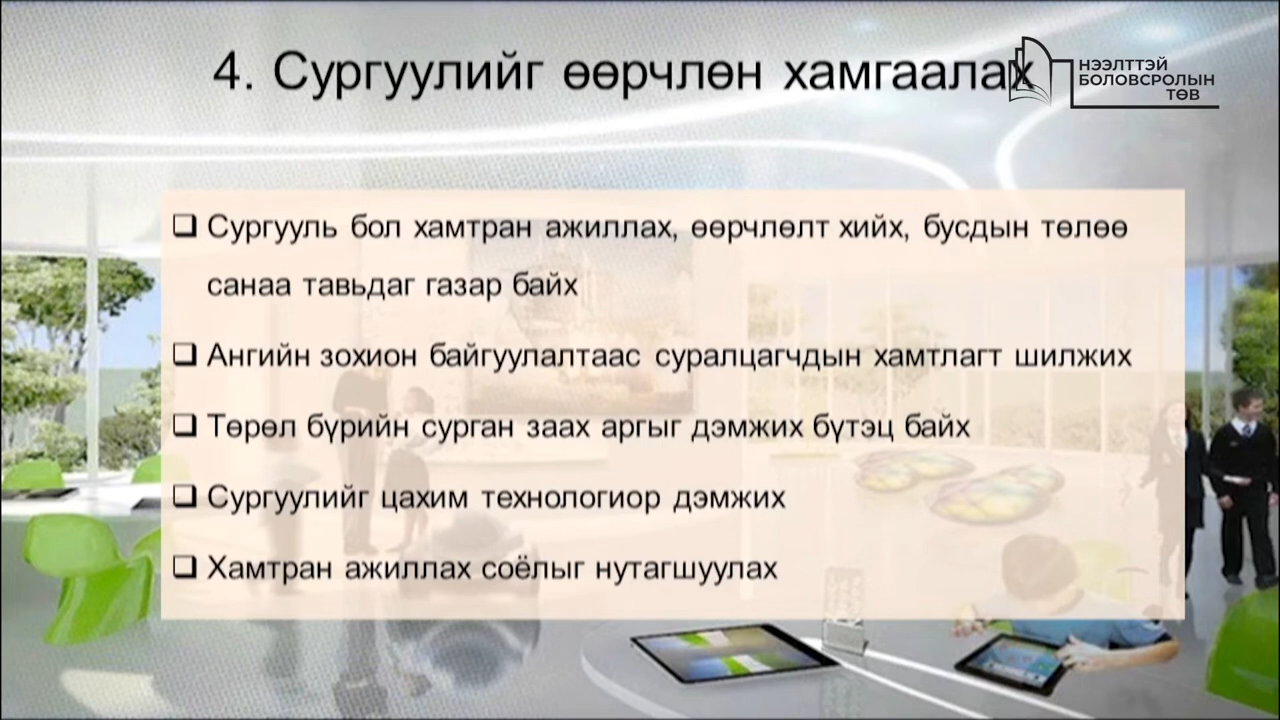 4. Сургуулийг өөрчлөн хамгаалах
НЭЭЛТТЭЙ
БОЛОВСРОЛЫН
ТӨВ
❑ Сургууль бол хамтран ажиллах, өөрчлөлт хийх, бусдын төлөө
санаа тавьдаг газар байх
❑ Ангийн зохион байгуулалтаас суралцагчдын хамтлагт шилжих
❑ Төрөл бүрийн сурган заах аргыг дэмжих бүтэц байх
❑ Сургуулийг цахим технологиор дэмжих
❑ Хамтран ажиллах соёлыг нутагшуулах